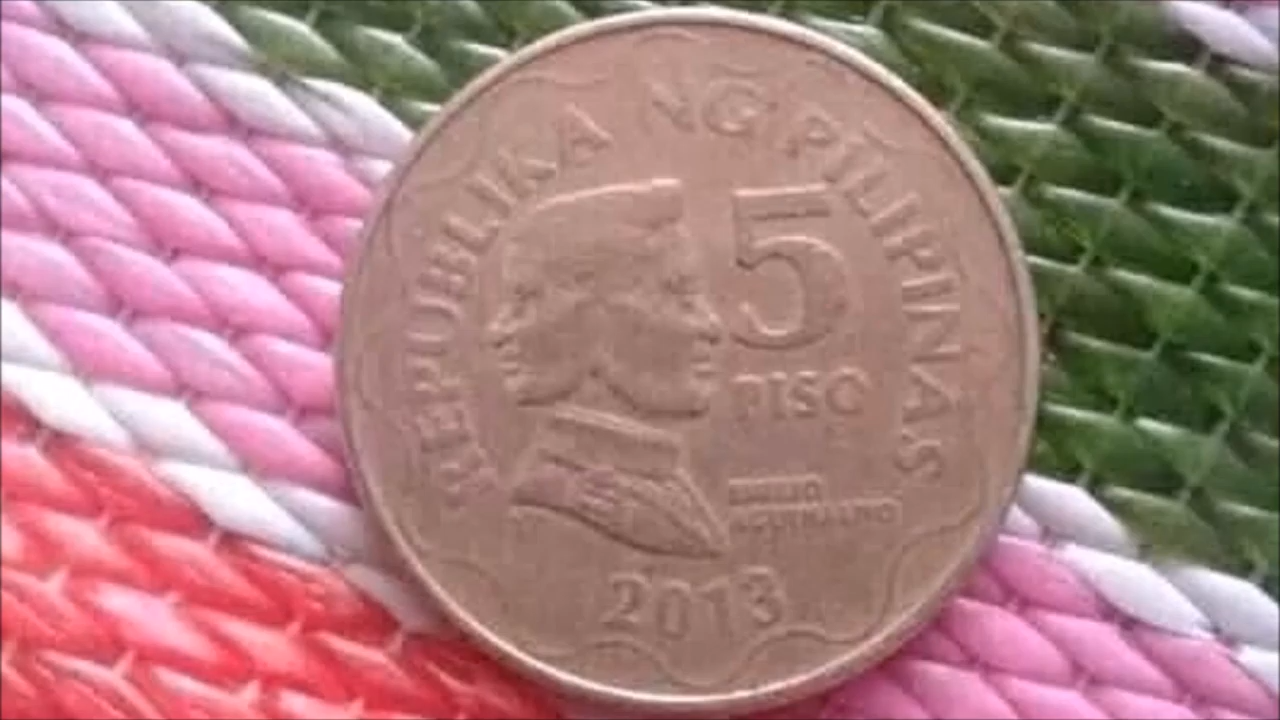 REPUBLIKA NG PILIPINAS
5
PISO
EMILIO
AGUINALDO
2013